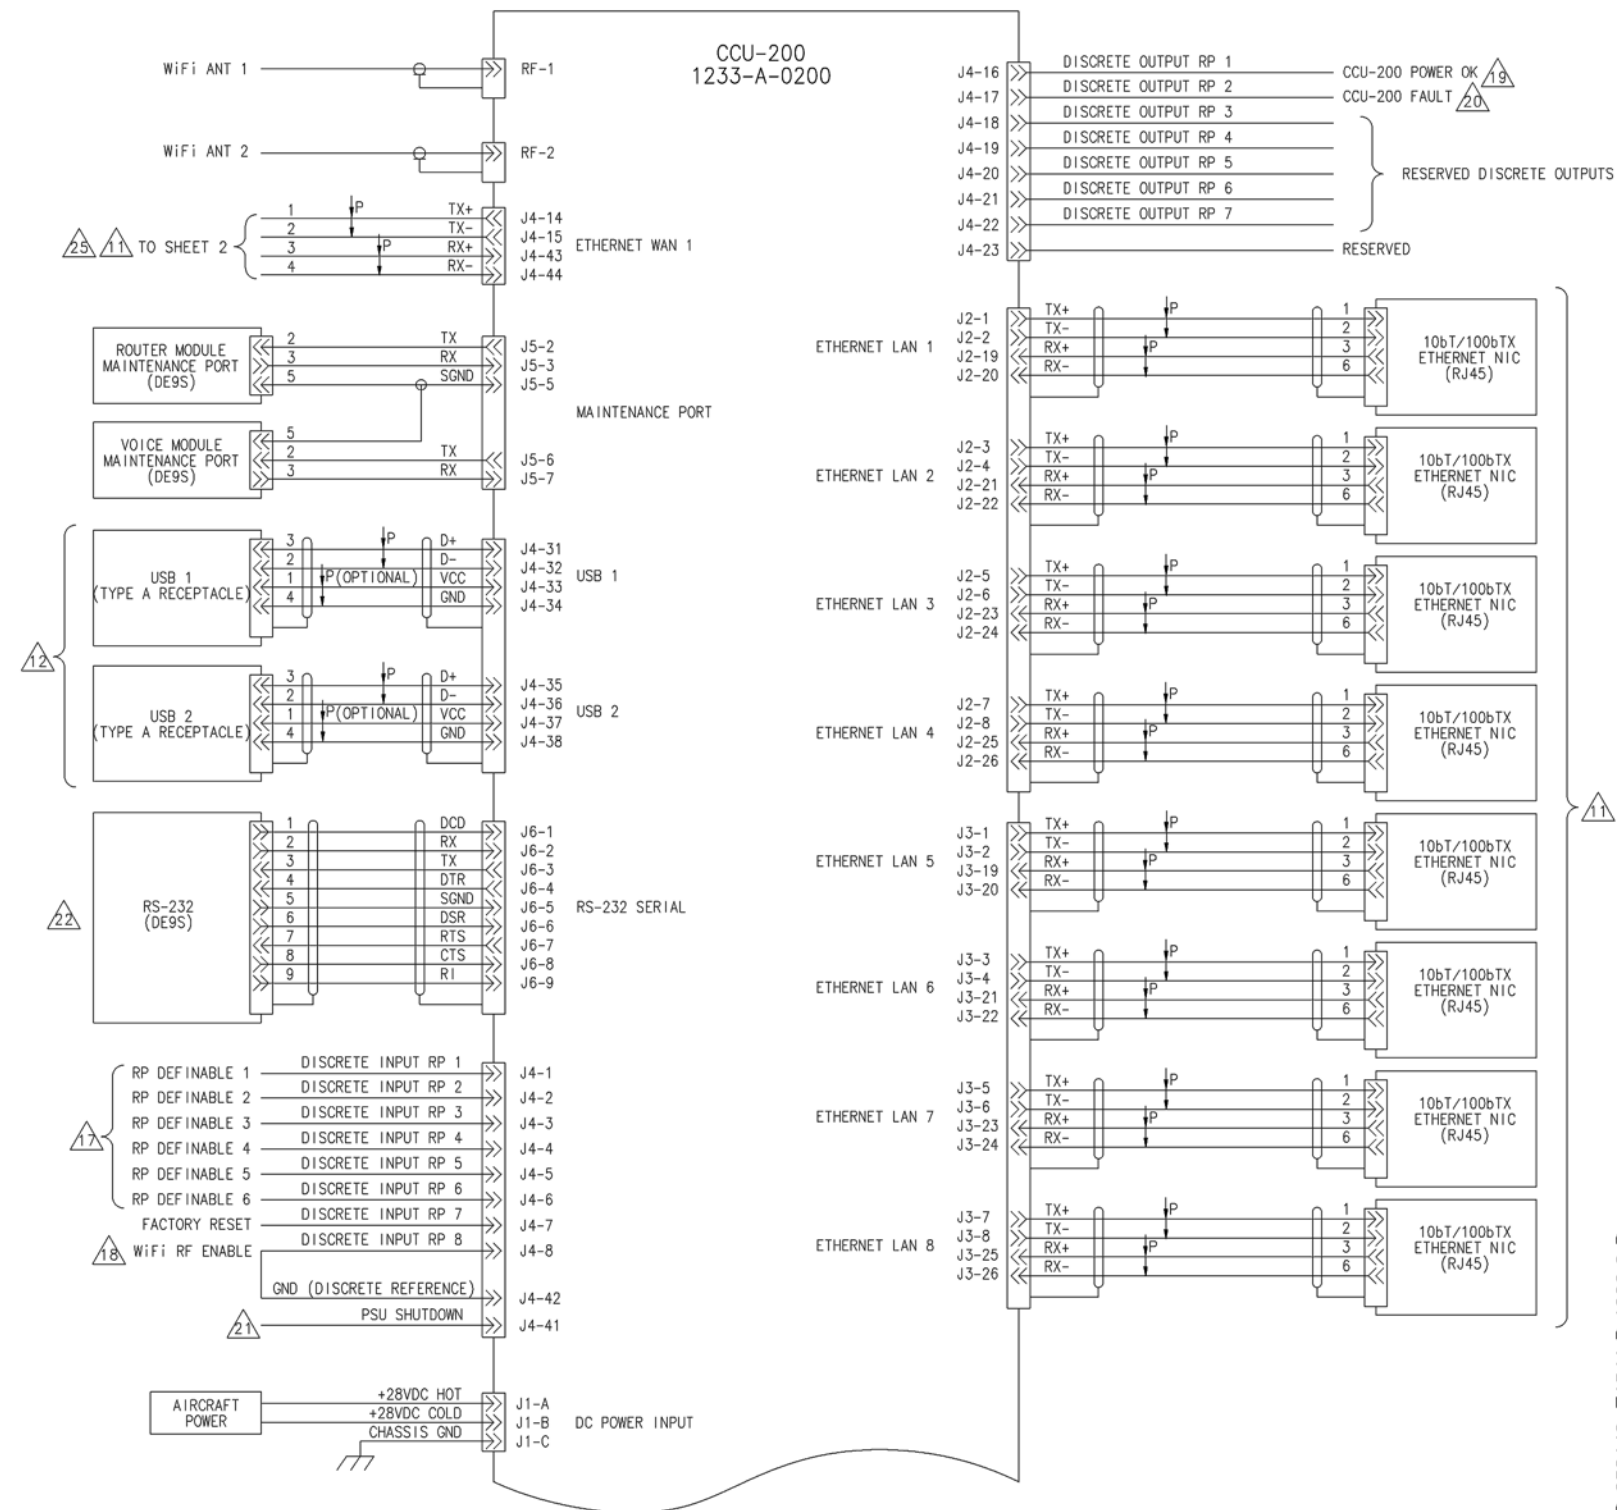 CCU-200
1233-A-0200
WiFi ANT 1
RF-1
WiFi ANT 2
RF-2
25 11 TO SHEET 2
1 P TX+ J4-14
2 TX- J4-15
3 P RX+ J4-43
4 RX- J4-44
ETHERNET WAN 1
ROUTER MODULE
MAINTENANCE PORT
(DE9S)
2 TX J5-2
3 RX J5-3
5 SGND J5-5
MAINTENANCE PORT
VOICE MODULE
MAINTENANCE PORT
(DE9S)
5
2 TX J5-6
3 RX J5-7
12
USB 1
(TYPE A RECEPTACLE)
3 P D+ J4-31
2 D- J4-32
1 P(OPTIONAL) VCC J4-33
4 GND J4-34
USB 1
USB 2
(TYPE A RECEPTACLE)
3 P D+ J4-35
2 D- J4-36
1 P(OPTIONAL) VCC J4-37
4 GND J4-38
USB 2
22
RS-232
(DE9S)
1 DCD J6-1
2 RX J6-2
3 TX J6-3
4 DTR J6-4
5 SGND J6-5
6 DSR J6-6
7 RTS J6-7
8 CTS J6-8
9 RI J6-9
RS-232 SERIAL
17
RP DEFINABLE 1 DISCRETE INPUT RP 1 J4-1
RP DEFINABLE 2 DISCRETE INPUT RP 2 J4-2
RP DEFINABLE 3 DISCRETE INPUT RP 3 J4-3
RP DEFINABLE 4 DISCRETE INPUT RP 4 J4-4
RP DEFINABLE 5 DISCRETE INPUT RP 5 J4-5
RP DEFINABLE 6 DISCRETE INPUT RP 6 J4-6
FACTORY RESET DISCRETE INPUT RP 7 J4-7
18 WiFi RF ENABLE DISCRETE INPUT RP 8 J4-8
GND (DISCRETE REFERENCE) J4-42
21 PSU SHUTDOWN J4-41
AIRCRAFT
POWER
+28VDC HOT J1-A
+28VDC COLD J1-B
CHASSIS GND J1-C
DC POWER INPUT
J4-16 DISCRETE OUTPUT RP 1 CCU-200 POWER OK 19
J4-17 DISCRETE OUTPUT RP 2 CCU-200 FAULT 20
J4-18 DISCRETE OUTPUT RP 3
J4-19 DISCRETE OUTPUT RP 4
J4-20 DISCRETE OUTPUT RP 5
J4-21 DISCRETE OUTPUT RP 6
J4-22 DISCRETE OUTPUT RP 7
RESERVED DISCRETE OUTPUTS
J4-23 RESERVED
ETHERNET LAN 1
J2-1 TX+ P 1
J2-2 TX- 2
J2-19 RX+ P 3
J2-20 RX- 6
10bT/100bTX
ETHERNET NIC
(RJ45)
ETHERNET LAN 2
J2-3 TX+ P 1
J2-4 TX- 2
J2-21 RX+ P 3
J2-22 RX- 6
10bT/100bTX
ETHERNET NIC
(RJ45)
ETHERNET LAN 3
J2-5 TX+ P 1
J2-6 TX- 2
J2-23 RX+ P 3
J2-24 RX- 6
10bT/100bTX
ETHERNET NIC
(RJ45)
ETHERNET LAN 4
J2-7 TX+ P 1
J2-8 TX- 2
J2-25 RX+ P 3
J2-26 RX- 6
10bT/100bTX
ETHERNET NIC
(RJ45)
11
ETHERNET LAN 5
J3-1 TX+ P 1
J3-2 TX- 2
J3-19 RX+ P 3
J3-20 RX- 6
10bT/100bTX
ETHERNET NIC
(RJ45)
ETHERNET LAN 6
J3-3 TX+ P 1
J3-4 TX- 2
J3-21 RX+ P 3
J3-22 RX- 6
10bT/100bTX
ETHERNET NIC
(RJ45)
ETHERNET LAN 7
J3-5 TX+ P 1
J3-6 TX- 2
J3-23 RX+ P 3
J3-24 RX- 6
10bT/100bTX
ETHERNET NIC
(RJ45)
ETHERNET LAN 8
J3-7 TX+ P 1
J3-8 TX- 2
J3-25 RX+ P 3
J3-26 RX- 6
10bT/100bTX
ETHERNET NIC
(RJ45)